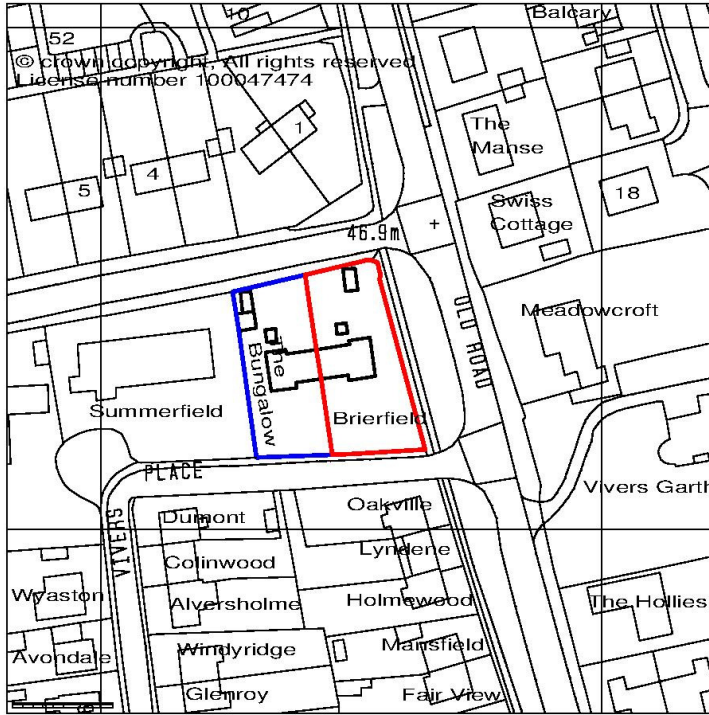 10
52
Balcary
© crown copyright, All rights reserved
License number 100047474
1
The
Manse
4
5
18
Swiss
Cottage
46.9m
OLD ROAD
Meadowcroft
The
Bungalow
Summerfield
Brierfield
PLACE
VIVERS
Vivers Garth
Dumont
Oakville
Colinwood
Lyndene
Wyaston
Alversholme
Holmewood
The Hollies
Avondale
Windyridge
Mansfield
Glenroy
Fair View